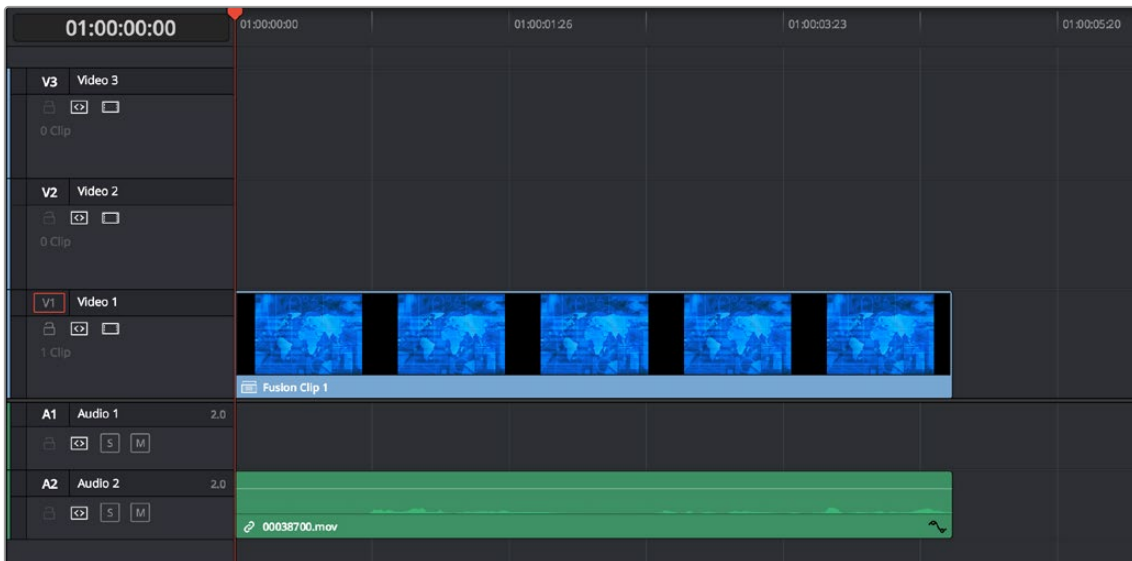 01:00:00:00
01:00:00:00 01:00:01:26 01:00:03:23 01:00:05:20
V3 Video 3
0 Clip
V2 Video 2
0 Clip
V1 Video 1
1 Clip
Fusion Clip 1
A1 Audio 1 2.0
S M
A2 Audio 2 2.0
S M
00038700.mov